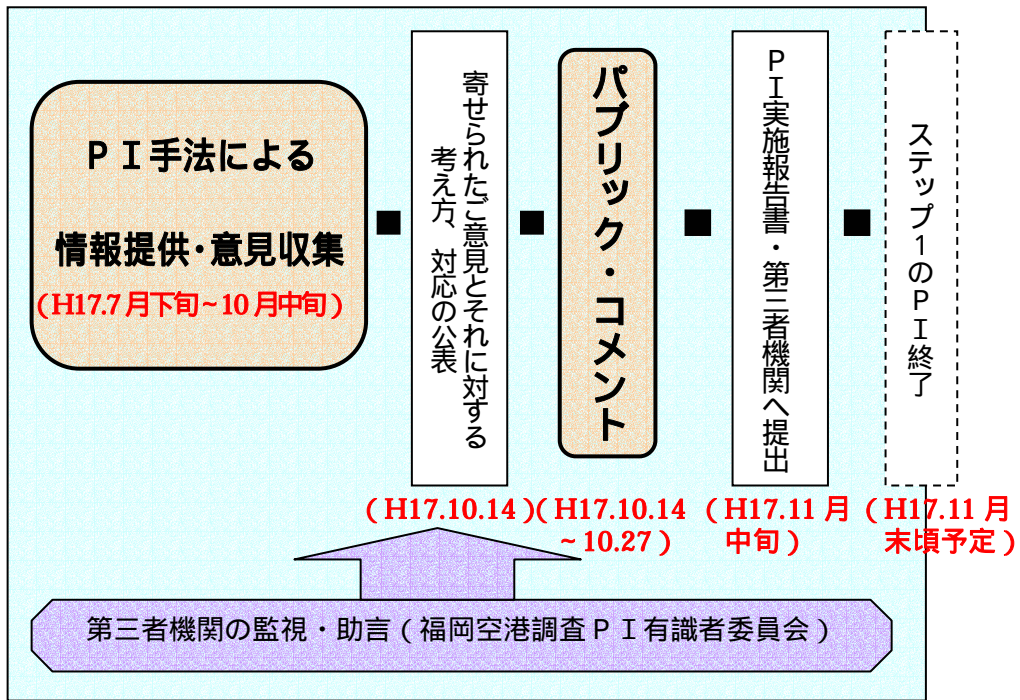 ＰＩ手法による
情報提供・意見収集
（H17.7月下旬~10月中旬）
寄せられたご意見とそれに対する
考え方、対応の公表
（H17.10.14）
パブリック・コメント
（H17.10.14
~10.27）
ＰＩ実施報告書・第三者機関へ提出
（H17.11月
中旬）
ステップ1のＰＩ終了
（H17.11月
末頃予定）
第三者機関の監視・助言（福岡空港調査ＰＩ有識者委員会）